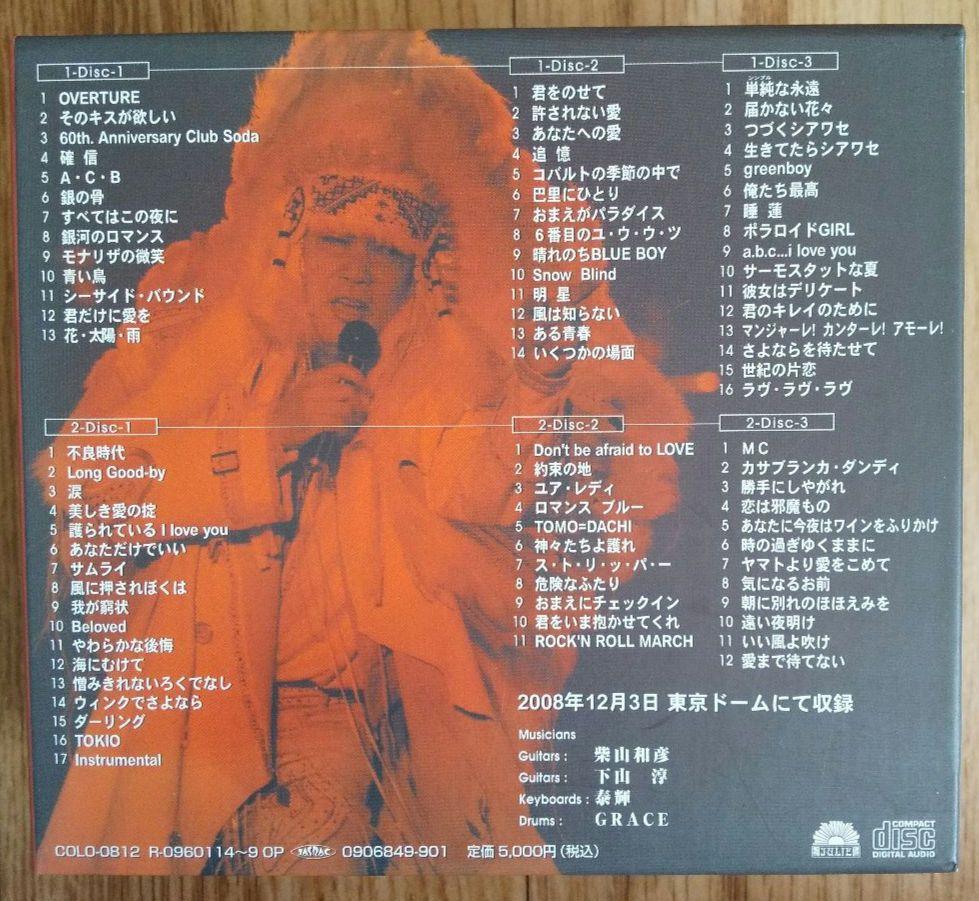 1-Disc-1
1 OVERTURE
2 そのキスが欲しい
3 60th. Anniversary Club Soda
4 確信
5 A・C・B
6 銀の骨
7 すべてはこの夜に
8 銀河のロマンス
9 モナリザの微笑
10 青い鳥
11 シーサイド・バウンド
12 君だけに愛を
13 花・太陽・雨
1-Disc-2
1 君をのせて
2 許されない愛
3 あなたへの愛
4 追憶
5 コバルトの季節の中で
6 巴里にひとり
7 おまえがパラダイス
8 6番目のユ・ウ・ウ・ツ
9 晴れのちBLUE BOY
10 Snow Blind
11 明星
12 風は知らない
13 ある青春
14 いくつかの場面
1-Disc-3
シンプル
1 単純な永遠
2 届かない花々
3 つづくシアワセ
4 生きてたらシアワセ
5 greenboy
6 俺たち最高
7 睡蓮
8 ポラロイドGIRL
9 a.b.c...i love you
10 サーモスタットな夏
11 彼女はデリケート
12 君のキレイのために
13 マンジャーレ! カンターレ! アモーレ!
14 さよならを待たせて
15 世紀の片恋
16 ラヴ・ラヴ・ラヴ
2-Disc-1
1 不良時代
2 Long Good-by
3 涙
4 美しき愛の掟
5 護られている I love you
6 あなただけでいい
7 サムライ
8 風に押されぼくは
9 我が窮状
10 Beloved
11 やわらかな後悔
12 海にむけて
13 憎みきれないろくでなし
14 ウィンクでさよなら
15 ダーリング
16 TOKIO
17 Instrumental
2-Disc-2
1 Don't be afraid to LOVE
2 約束の地
3 ユア・レディ
4 ロマンス ブルー
5 TOMO=DACHI
6 神々たちよ護れ
7 ス・ト・リ・ッ・パ・ー
8 危険なふたり
9 おまえにチェックイン
10 君をいま抱かせてくれ
11 ROCK'N ROLL MARCH
2-Disc-3
1 MC
2 カサブランカ・ダンディ
3 勝手にしやがれ
4 恋は邪魔もの
5 あなたに今夜はワインをふりかけ
6 時の過ぎゆくままに
7 ヤマトより愛をこめて
8 気になるお前
9 朝に別れのほほえみを
10 遠い夜明け
11 いい風よ吹け
12 愛まで待てない
2008年12月3日 東京ドームにて収録
Musicians
Guitars : 柴山和彦
Guitars : 下山 淳
Keyboards : 泰輝
Drums : GRACE
COLO-0812 R-0960114〜9 OP JASRAC 0906849-901 定価5,000円(税込)
JULIE
COMPACT
disc
DIGITAL AUDIO